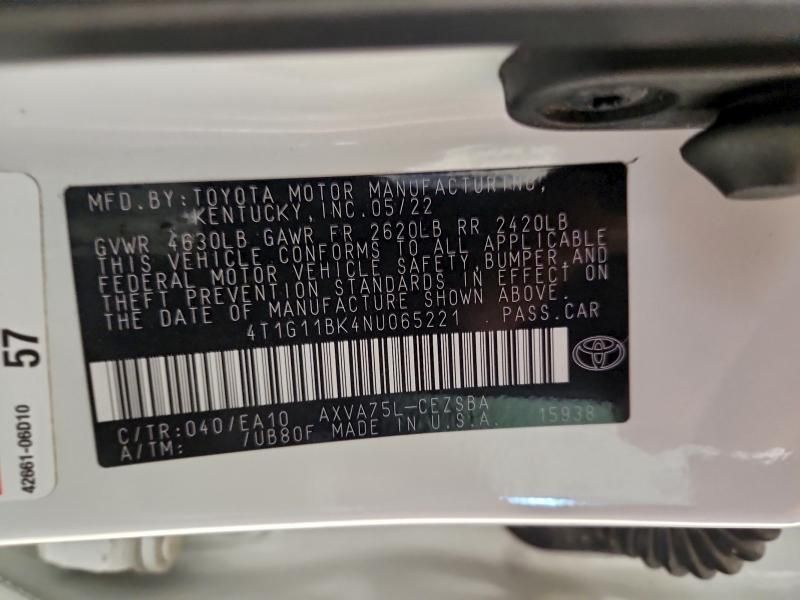 MFD.BY:TOYOTA MOTOR MANUFACTURING,
KENTUCKY,INC.05/22
GVWR 4630LB GAWR FR 2620LB RR 2420LB
THIS VEHICLE CONFORMS TO ALL APPLICABLE
FEDERAL MOTOR VEHICLE SAFETY,BUMPER,AND
THEFT PREVENTION STANDARDS IN EFFECT ON
THE DATE OF MANUFACTURE SHOWN ABOVE.
4T1G11BK4NU065221 PASS.CAR
C/TR:040/EA10 AXVA75L-CEZSBA 15938
A/TM: /UB80F MADE IN U.S.A.
57
42661-06D10